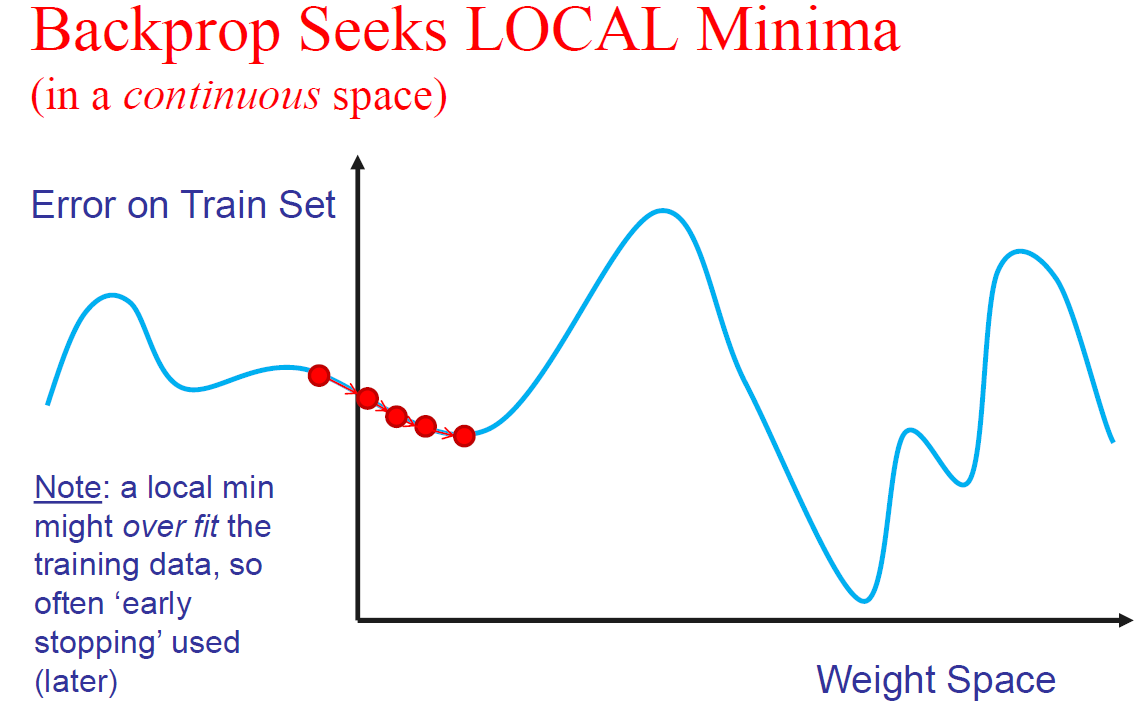 Backprop Seeks LOCAL Minima
(in a continuous space)
Error on Train Set
Note: a local min
might over fit the
training data, so
often ‘early
stopping’ used
(later)
Weight Space